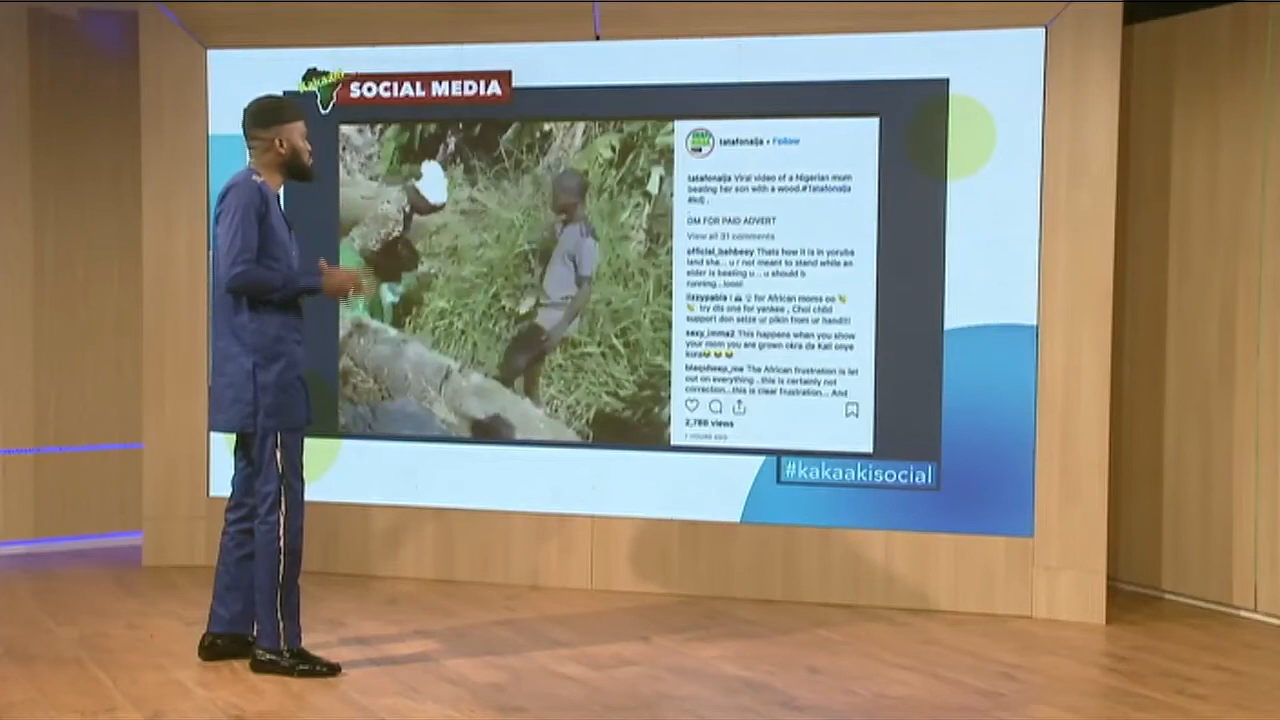 Kakaaki
SOCIAL MEDIA
tatafonaija • Follow
tatafonaija Viral video of a Nigerian mum
beating her son with a wood.#tatafonaija
DM FOR PAID ADVERT
View all 31 comments
official_bahbeey Thats how it is in yoruba
land sha... u r not meant to stand while an
elder is beating u... u should b
running...loool
for African moms on
try dis one for yankee, Choi child
support don seize ur pikin from ur hand!!!
sexy_imma2 This happens when you show
your mom you are grown
The African frustration is let
out on everything...this is certainly not
correction...this is clear frustration... And
2,788 views
#kakaakisocial